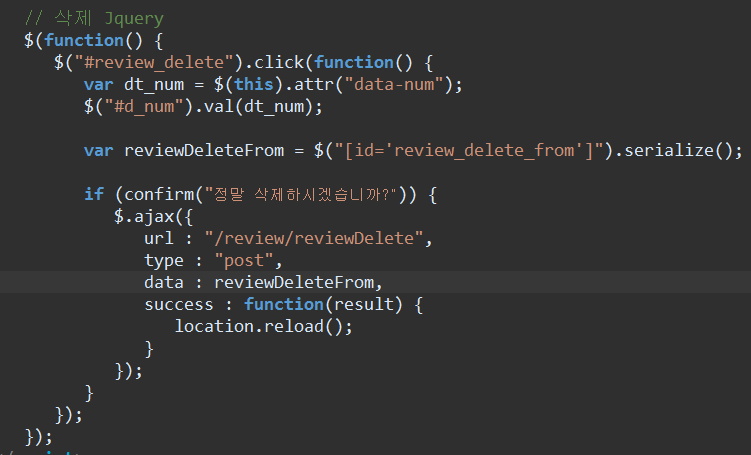 // 삭제 Jquery
$(function() {
$("#review_delete").click(function() {
var dt_num = $(this).attr("data-num");
$("#d_num").val(dt_num);
var reviewDeleteFrom = $("[id='review_delete_from']").serialize();
if (confirm("정말 삭제하시겠습니까?")) {
$.ajax({
url : "/review/reviewDelete",
type : "post",
data : reviewDeleteFrom,
success : function(result) {
location.reload();
}
});
}
});
});